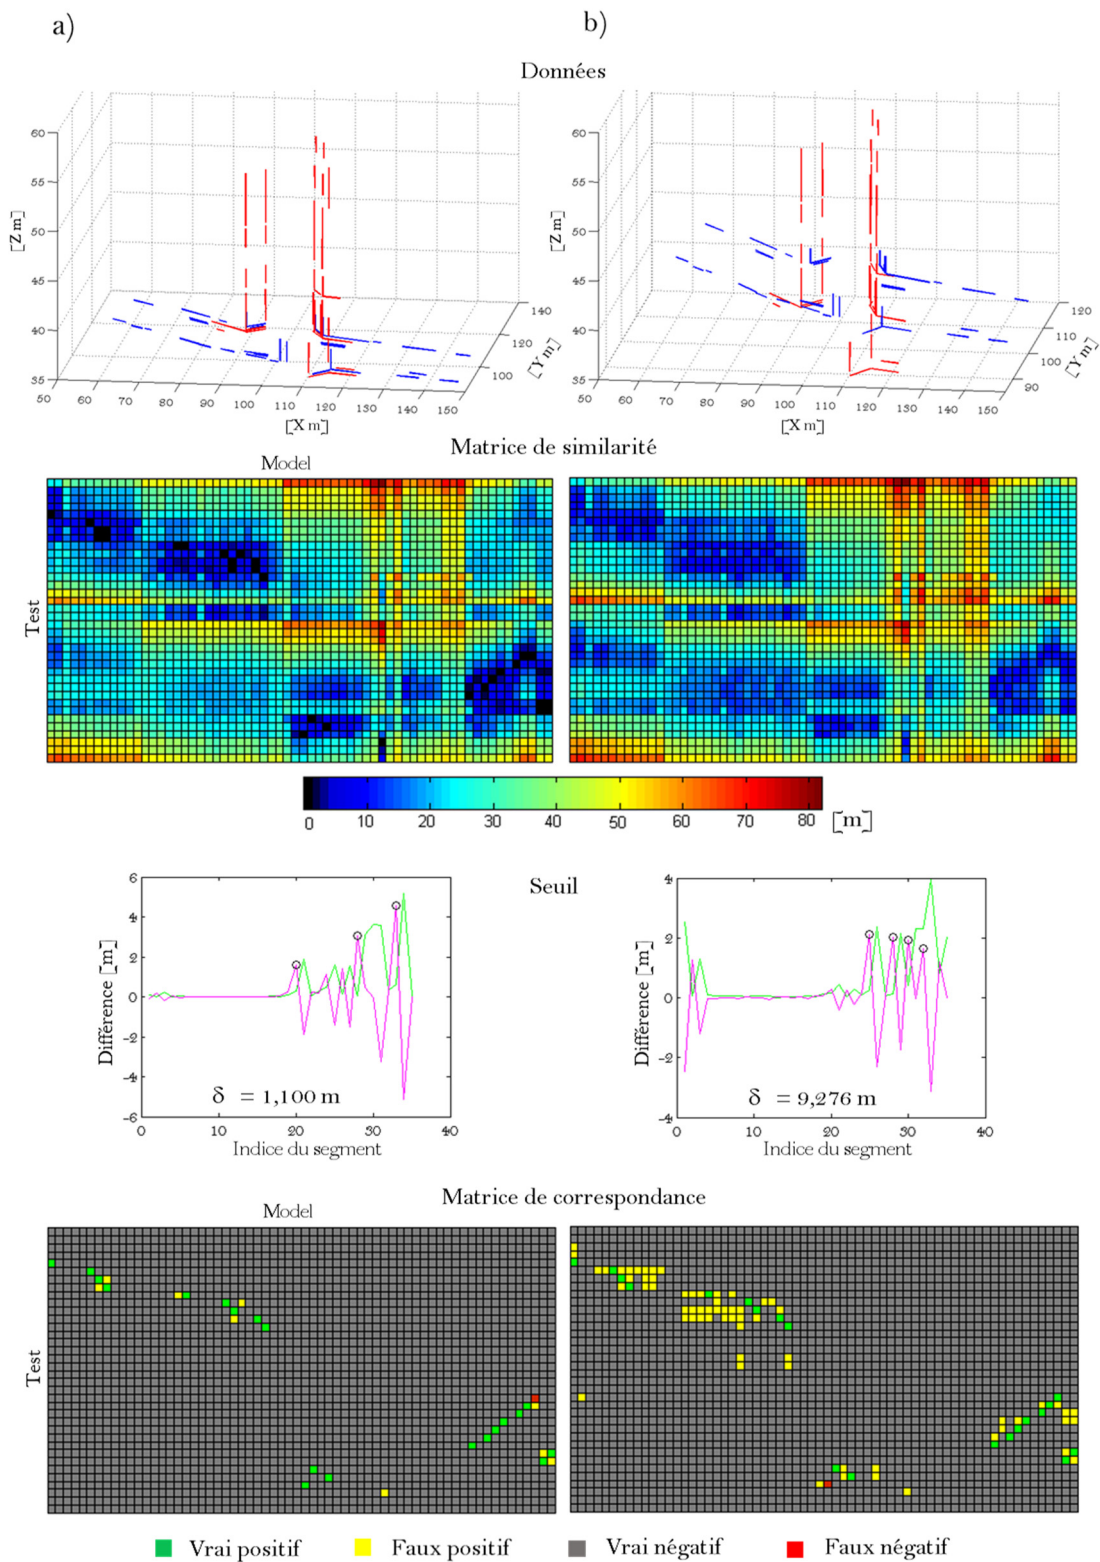 a) b)
Données
60
55
50
45
40
35
[Z m]
50 60 70 80 90 100 110 120 130 140 150
[X m]
100 120 140
[Y m]
60
55
50
45
40
35
[Z m]
50 60 70 80 90 100 110 120 130 140 150
[X m]
90 100 110 120
[Y m]
Matrice de similarité
Model
Test
0 10 20 30 40 50 60 70 80 [m]
Seuil
6
4
2
0
-2
-4
-6
Différence [m]
δ = 1,100 m
0 10 20 30 40
Indice du segment
4
2
0
-2
-4
Différence [m]
δ = 9,276 m
0 10 20 30 40
Indice du segment
Matrice de correspondance
Model
Test
Vrai positif Faux positif Vrai négatif Faux négatif